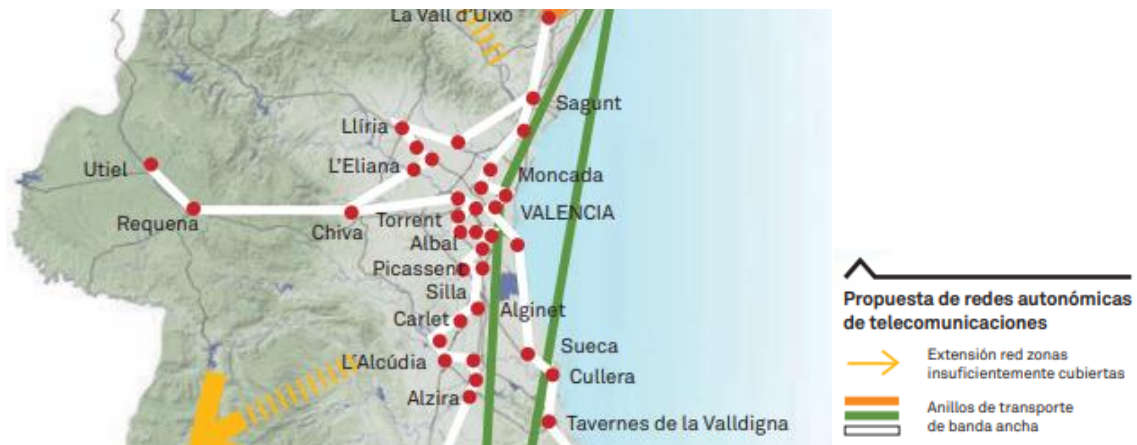 La Vall d'Uixó
Sagunt
Llíria
L'Eliana
Moncada
Utiel
Requena
Chiva
Torrent
VALENCIA
Albal
Picassent
Silla
Alginet
Carlet
L'Alcúdia
Sueca
Cullera
Alzira
Tavernes de la Valldigna
Propuesta de redes autonómicas
de telecomunicaciones
Extensión red zonas
insuficientemente cubiertas
Anillos de transporte
de banda ancha